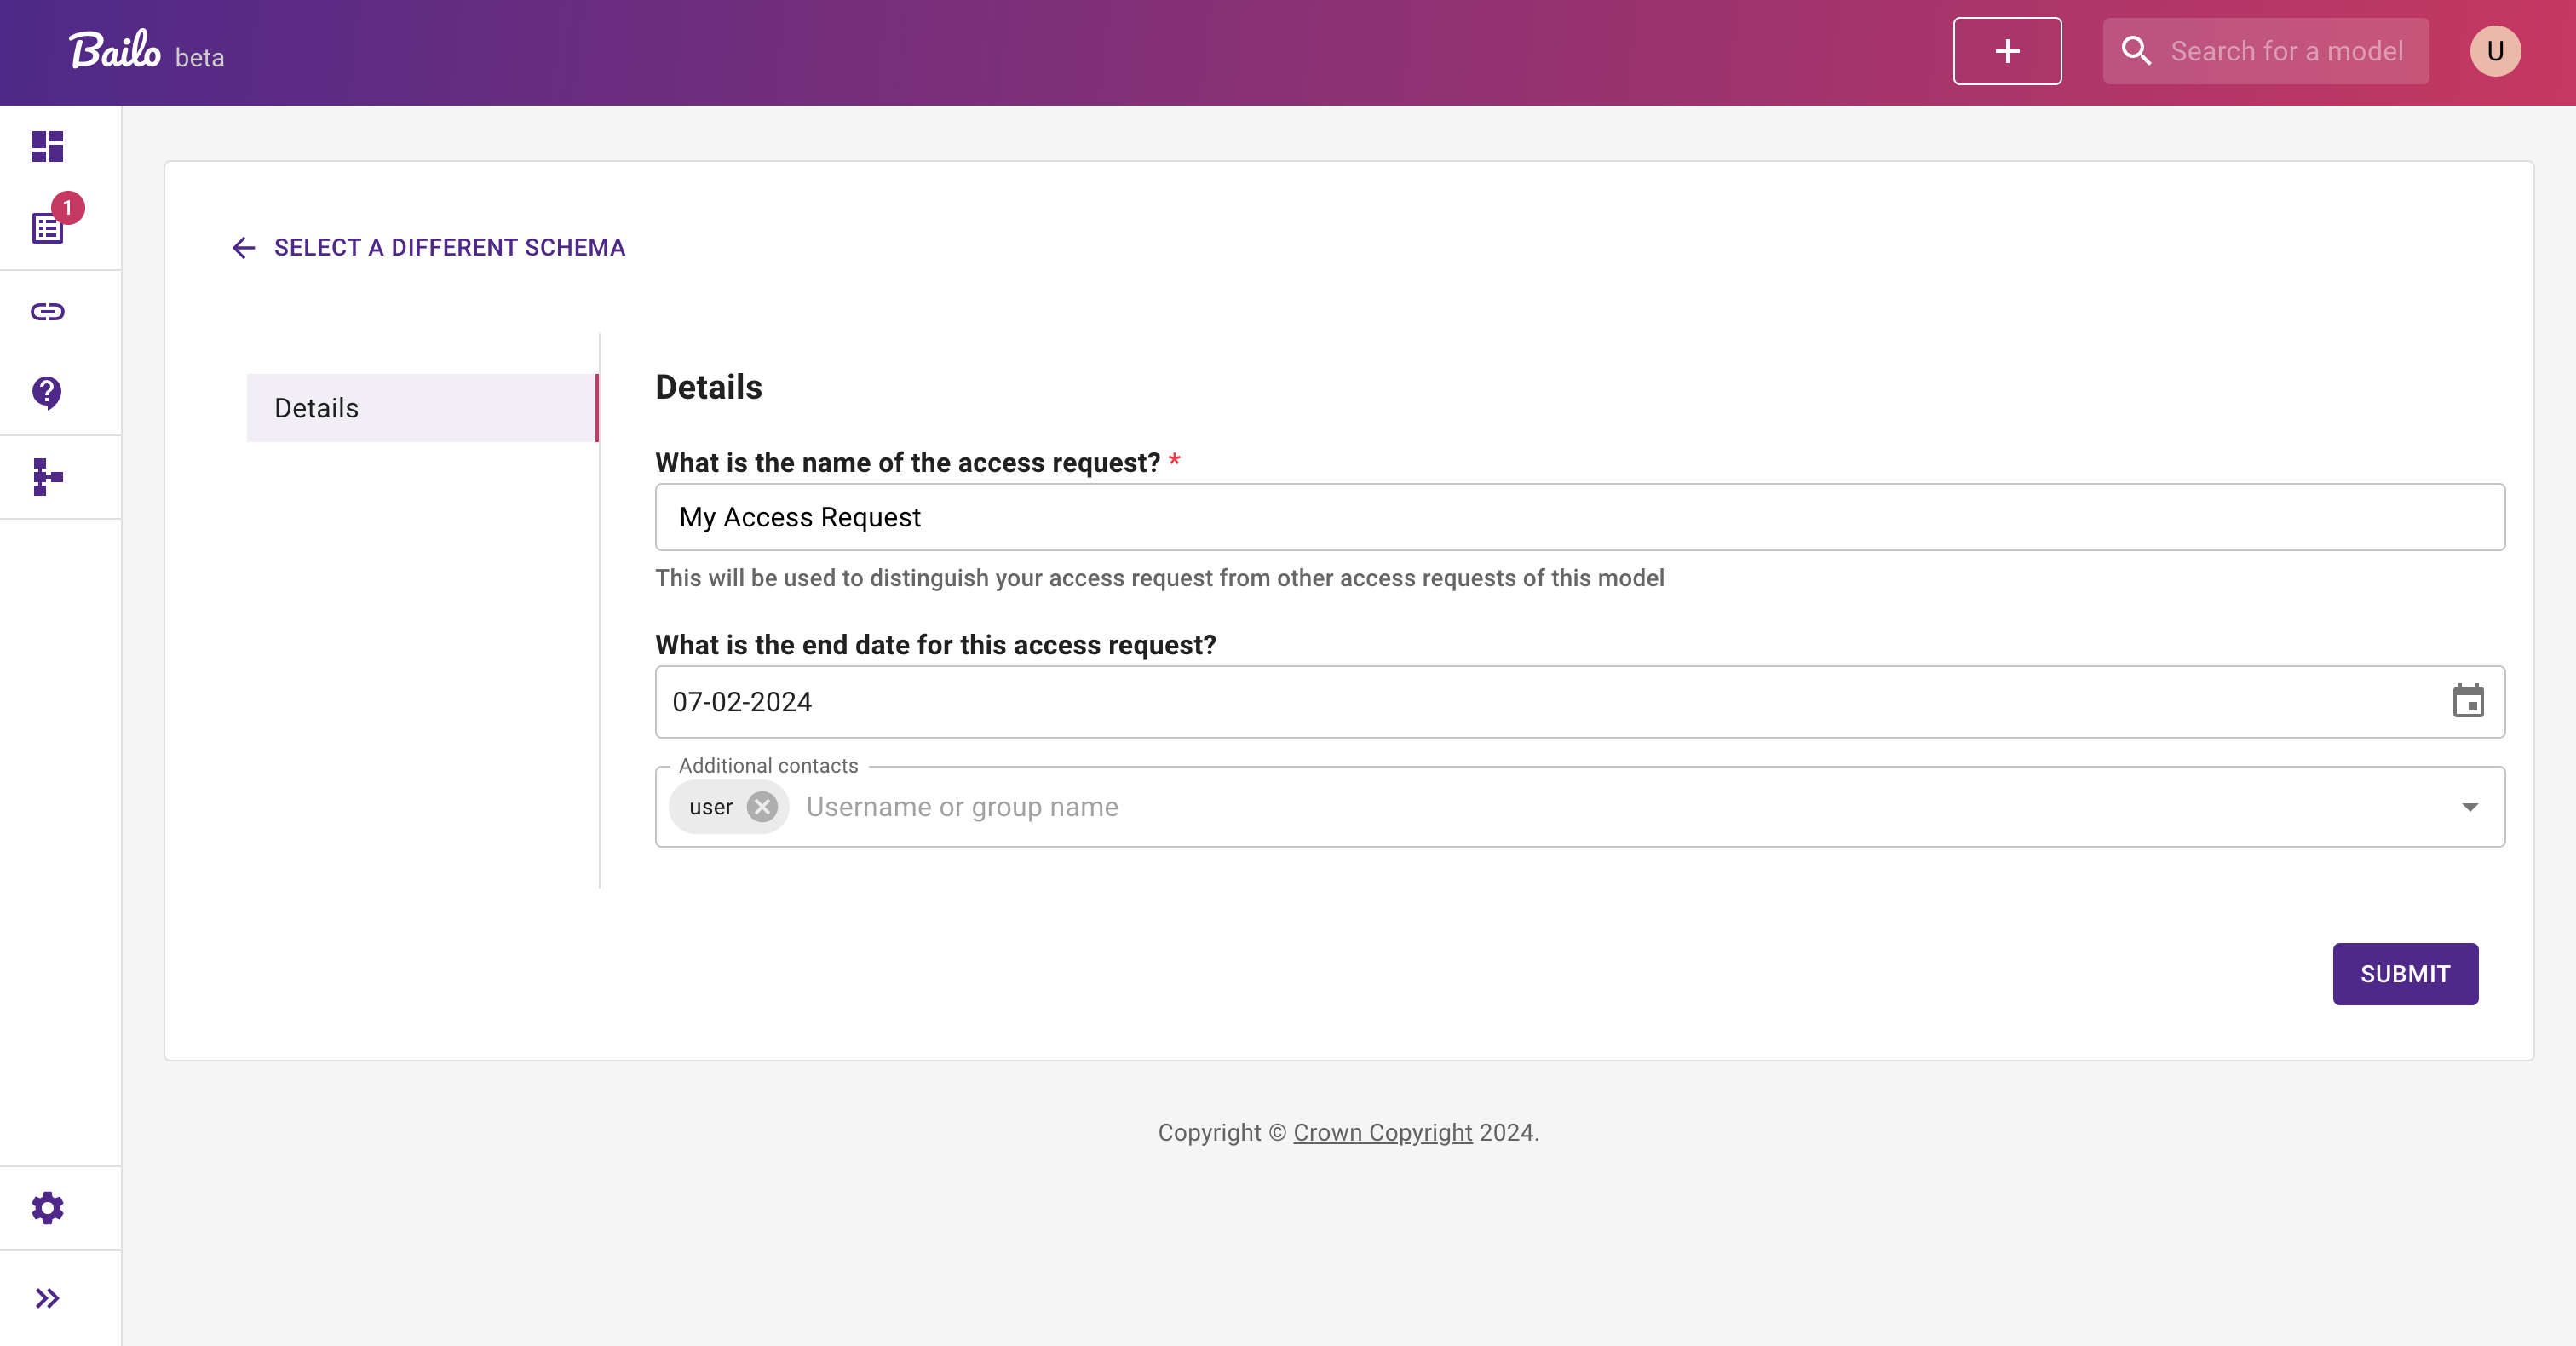 Bailo beta
+
Search for a model
U
1
SELECT A DIFFERENT SCHEMA
Details
Details
What is the name of the access request? *
My Access Request
This will be used to distinguish your access request from other access requests of this model
What is the end date for this access request?
07-02-2024
Additional contacts
user
Username or group name
SUBMIT
Copyright © Crown Copyright 2024.